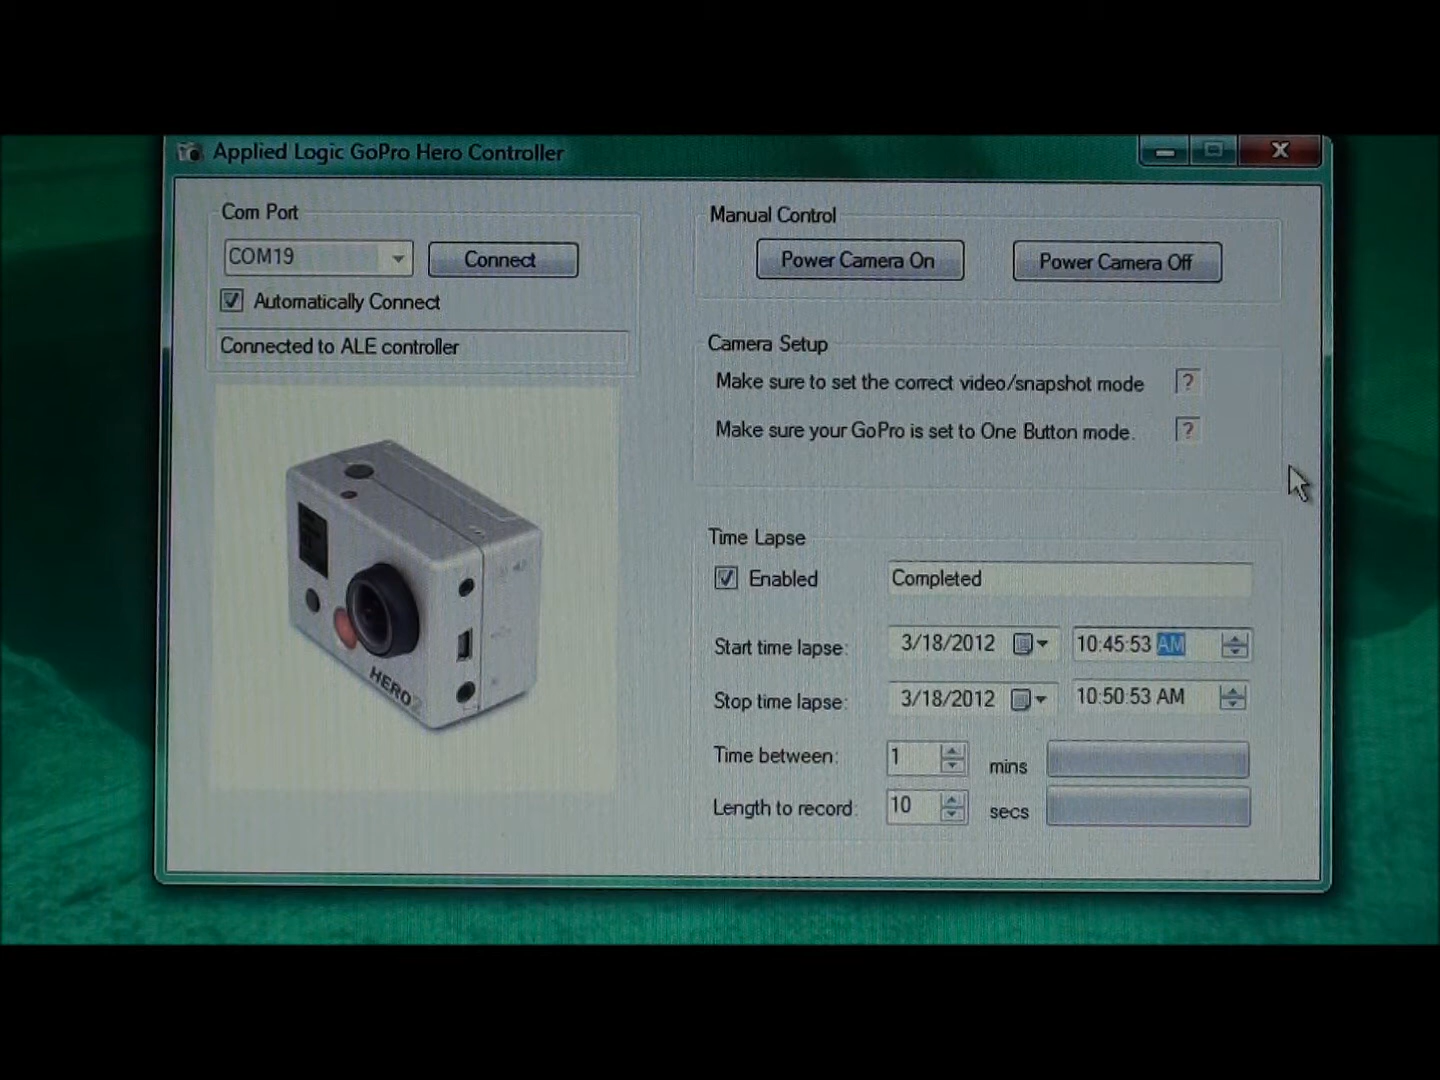 Applied Logic GoPro Hero Controller
Com Port
COM19
Connect
Automatically Connect
Connected to ALE controller
HERO2
Manual Control
Power Camera On
Power Camera Off
Camera Setup
Make sure to set the correct video/snapshot mode ?
Make sure your GoPro is set to One Button mode. ?
Time Lapse
Enabled
Completed
Start time lapse: 3/18/2012 10:45:53 AM
Stop time lapse: 3/18/2012 10:50:53 AM
Time between: 1 mins
Length to record: 10 secs